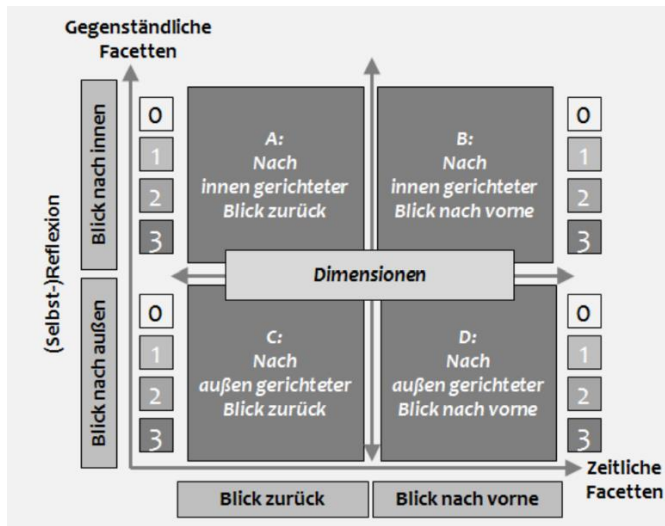 Gegenständliche
Facetten
(selbst-)Reflexion
Blick nach innen
0
1
2
3
A:
Nach
innen gerichteter
Blick zurück
B:
Nach
innen gerichteter
Blick nach vorne
0
1
2
3
Dimensionen
Blick nach außen
0
1
2
3
C:
Nach
außen gerichteter
Blick zurück
D:
Nach
außen gerichteter
Blick nach vorne
0
1
2
3
Zeitliche
Facetten
Blick zurück
Blick nach vorne